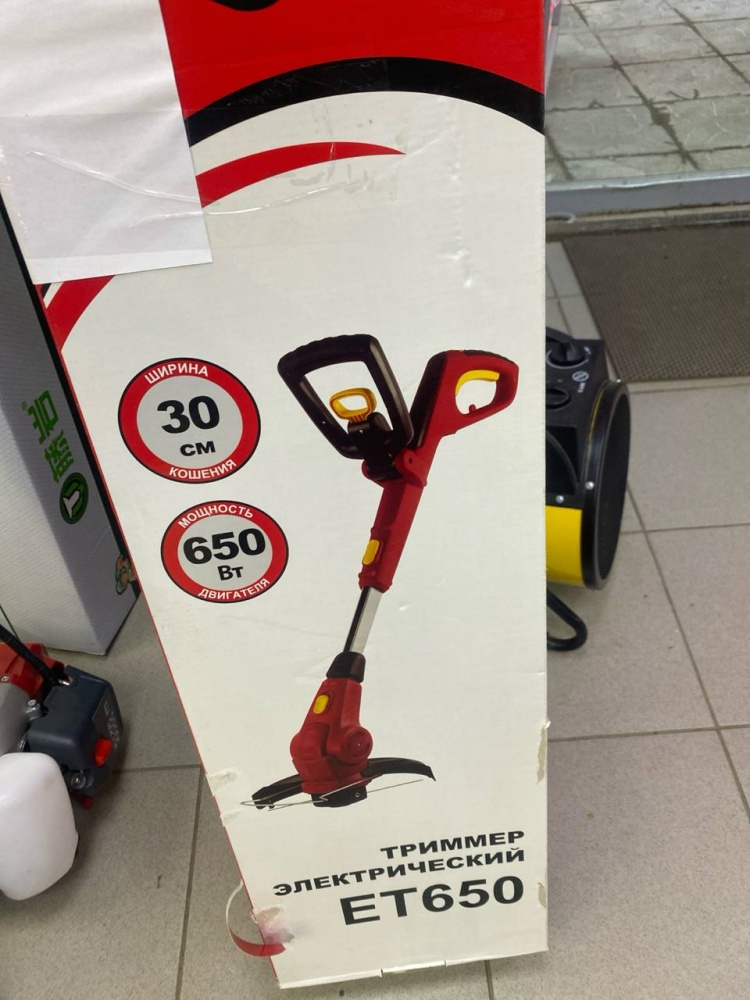 ШИРИНА
30
см
КОШЕНИЯ
МОЩНОСТЬ
650
Вт
ДВИГАТЕЛЯ
ТРИММЕР
ЭЛЕКТРИЧЕСКИЙ
ET650